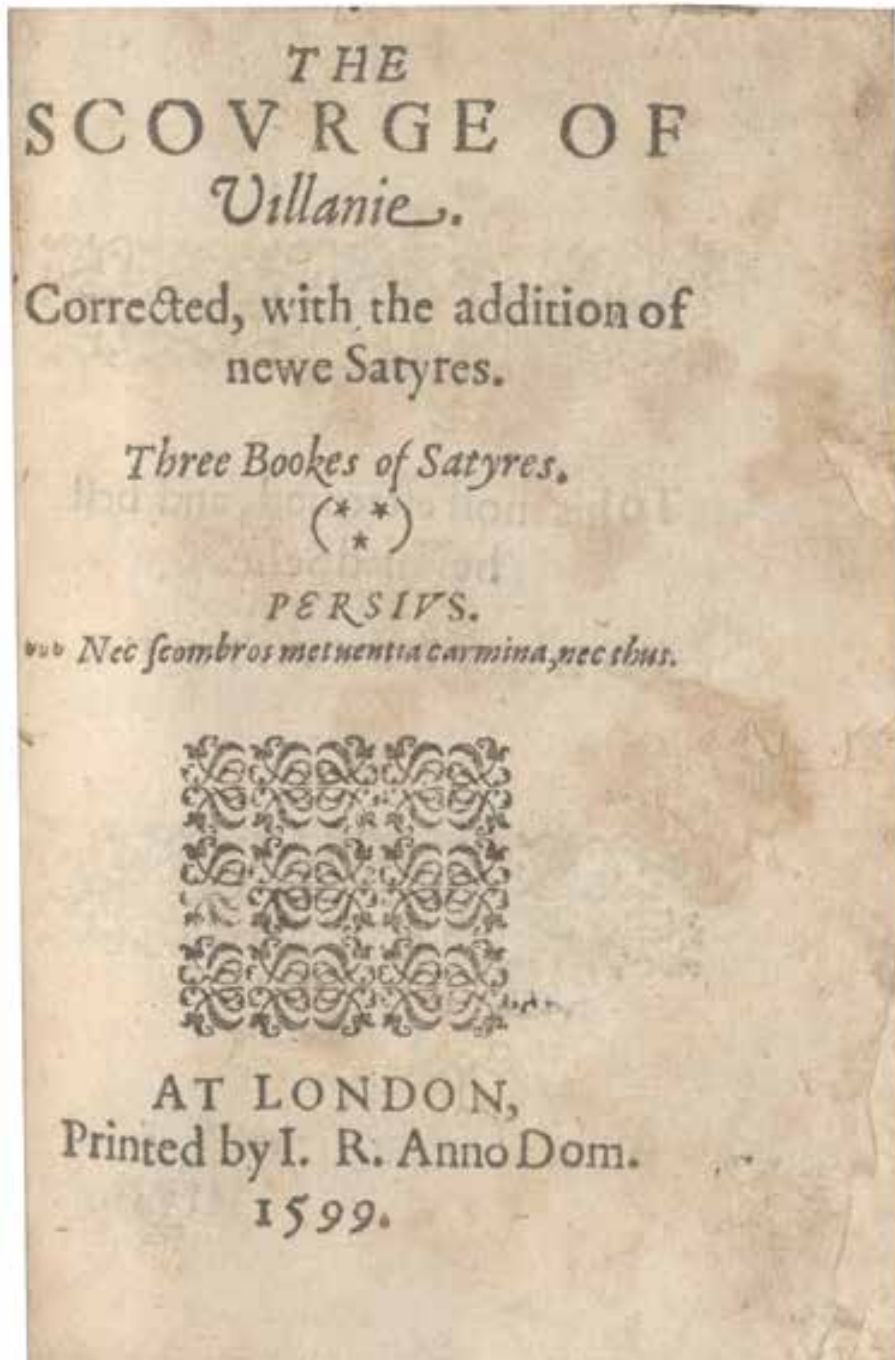 THE
SCOVRGE OF
Villanie.
Corrected, with the addition of
newe Satyres.
Three Bookes of Satyres.
(***)
PERSIVS.
Nec ſcombros metuentia carmina, nec thus.
AT LONDON,
Printed by I. R. Anno Dom.
1599.